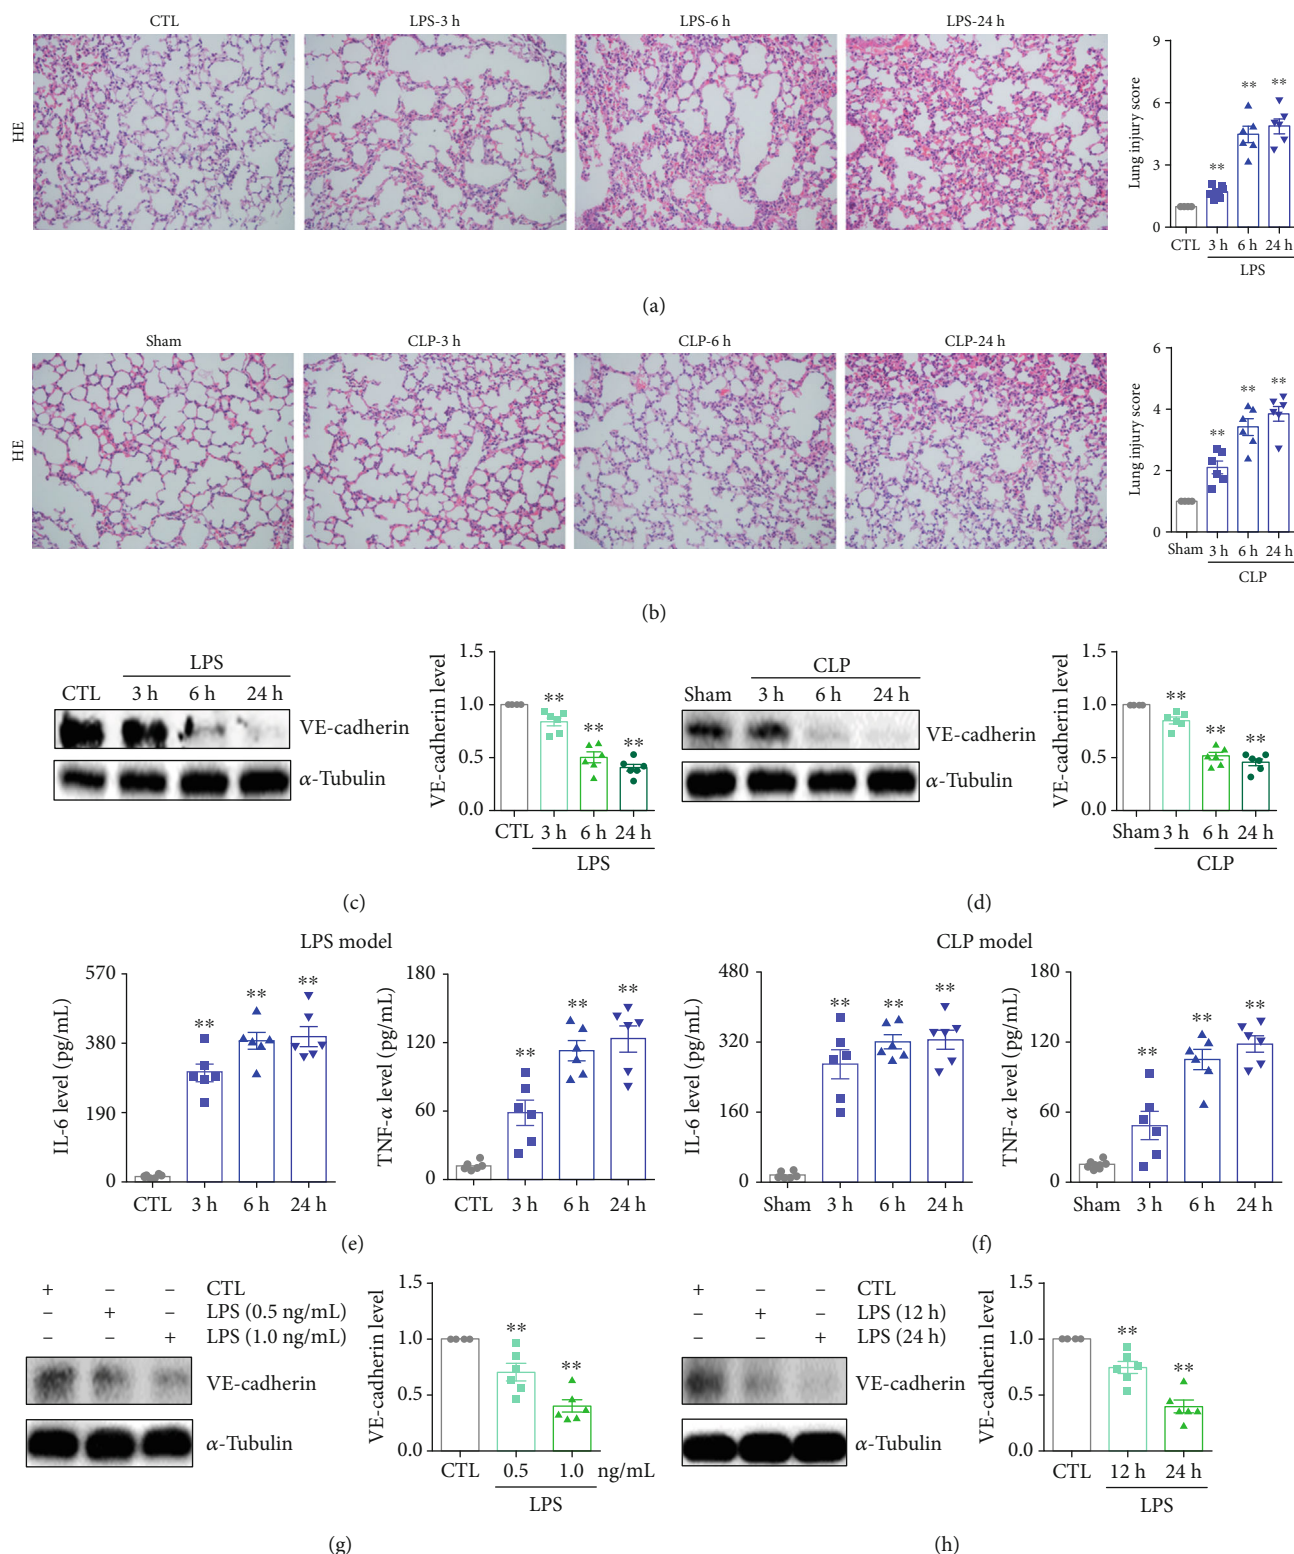 CTL LPS-3 h LPS-6 h LPS-24 h
HE
Lung injury score
9
6
3
0
** ** **
CTL 3 h 6 h 24 h
LPS
(a)
Sham CLP-3 h CLP-6 h CLP-24 h
HE
Lung injury score
6
4
2
0
** ** **
Sham 3 h 6 h 24 h
CLP
(b)
LPS
CTL 3 h 6 h 24 h
VE-cadherin
α-Tubulin
VE-cadherin level
1.5
1.0
0.5
0.0
** ** **
CTL 3 h 6 h 24 h
LPS
(c)
CLP
Sham 3 h 6 h 24 h
VE-cadherin
α-Tubulin
VE-cadherin level
1.5
1.0
0.5
0.0
** ** **
Sham 3 h 6 h 24 h
CLP
(d)
LPS model
IL-6 level (pg/mL)
570
380
190
0
** ** **
CTL 3 h 6 h 24 h
TNF-α level (pg/mL)
180
120
60
0
** ** **
CTL 3 h 6 h 24 h
(e)
CLP model
IL-6 level (pg/mL)
480
320
160
0
** ** **
Sham 3 h 6 h 24 h
TNF-α level (pg/mL)
180
120
60
0
** ** **
Sham 3 h 6 h 24 h
(f)
+ – – CTL
– + – LPS (0.5 ng/mL)
– – + LPS (1.0 ng/mL)
VE-cadherin
α-Tubulin
VE-cadherin level
1.5
1.0
0.5
0.0
** **
CTL 0.5 1.0 ng/mL
LPS
(g)
+ – – CTL
– + – LPS (12 h)
– – + LPS (24 h)
VE-cadherin
α-Tubulin
VE-cadherin level
1.5
1.0
0.5
0.0
** **
CTL 12 h 24 h
LPS
(h)